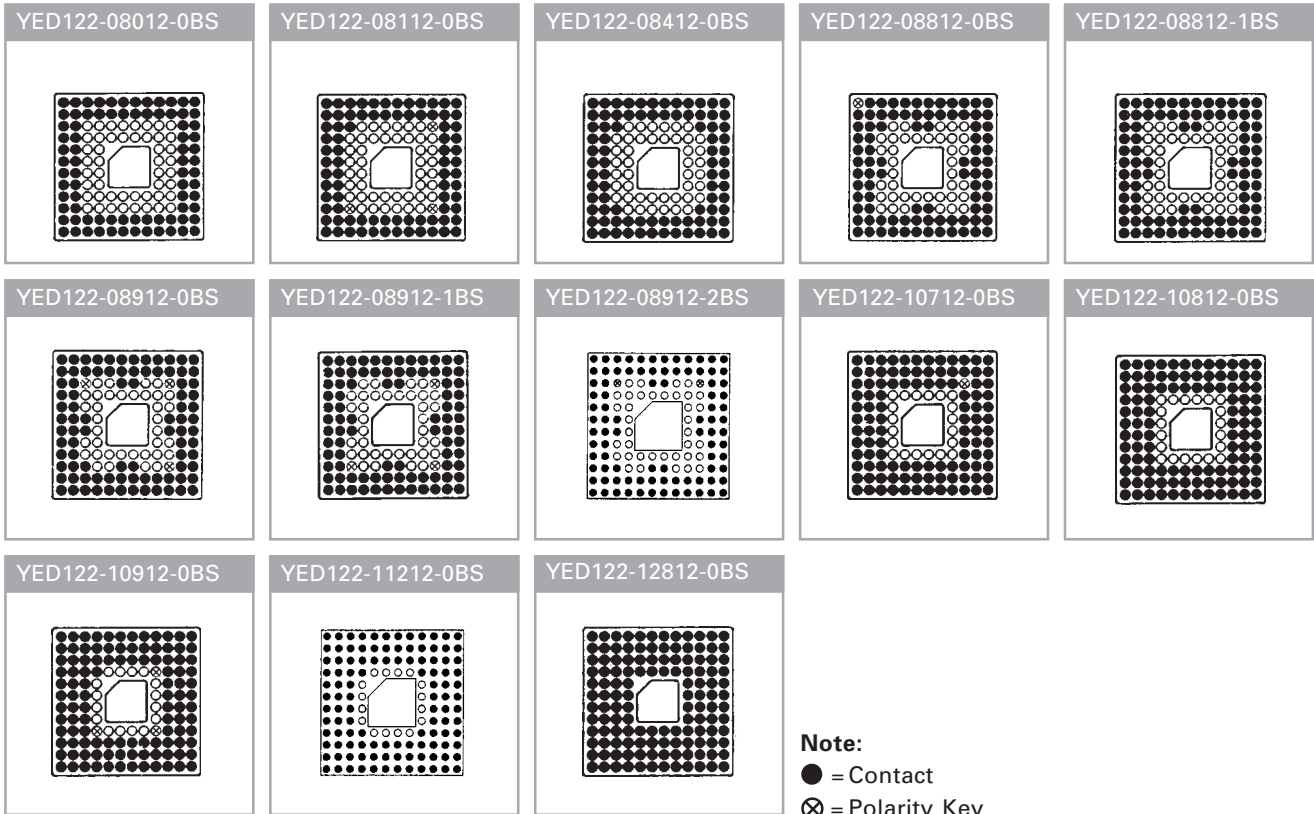 YED122-08012-0BS
YED122-08112-0BS
YED122-08412-0BS
YED122-08812-0BS
YED122-08812-1BS
YED122-08912-0BS
YED122-08912-1BS
YED122-08912-2BS
YED122-10712-0BS
YED122-10812-0BS
YED122-10912-0BS
YED122-11212-0BS
YED122-12812-0BS
Note:
● = Contact
⊗ = Polarity Key